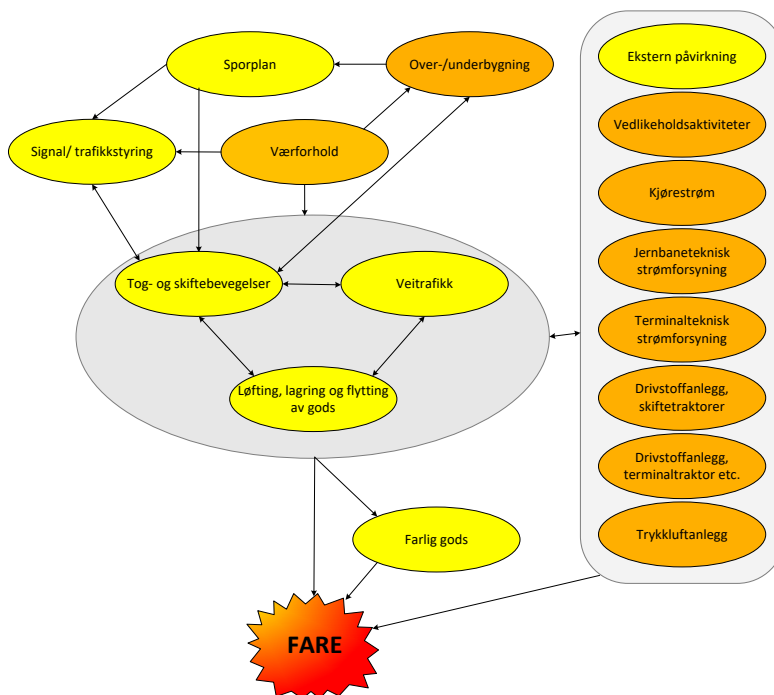 Sporplan
Over-/underbygning
Signal/ trafikkstyring
Værforhold
Tog- og skiftebevegelser
Veitrafikk
Løfting, lagring og flytting
av gods
Farlig gods
FARE
Ekstern påvirkning
Vedlikeholdsaktiviteter
Kjørestrøm
Jernbaneteknisk
strømforsyning
Terminalteknisk
strømforsyning
Drivstoffanlegg,
skiftetraktorer
Drivstoffanlegg,
terminaltraktor etc.
Trykkluftanlegg